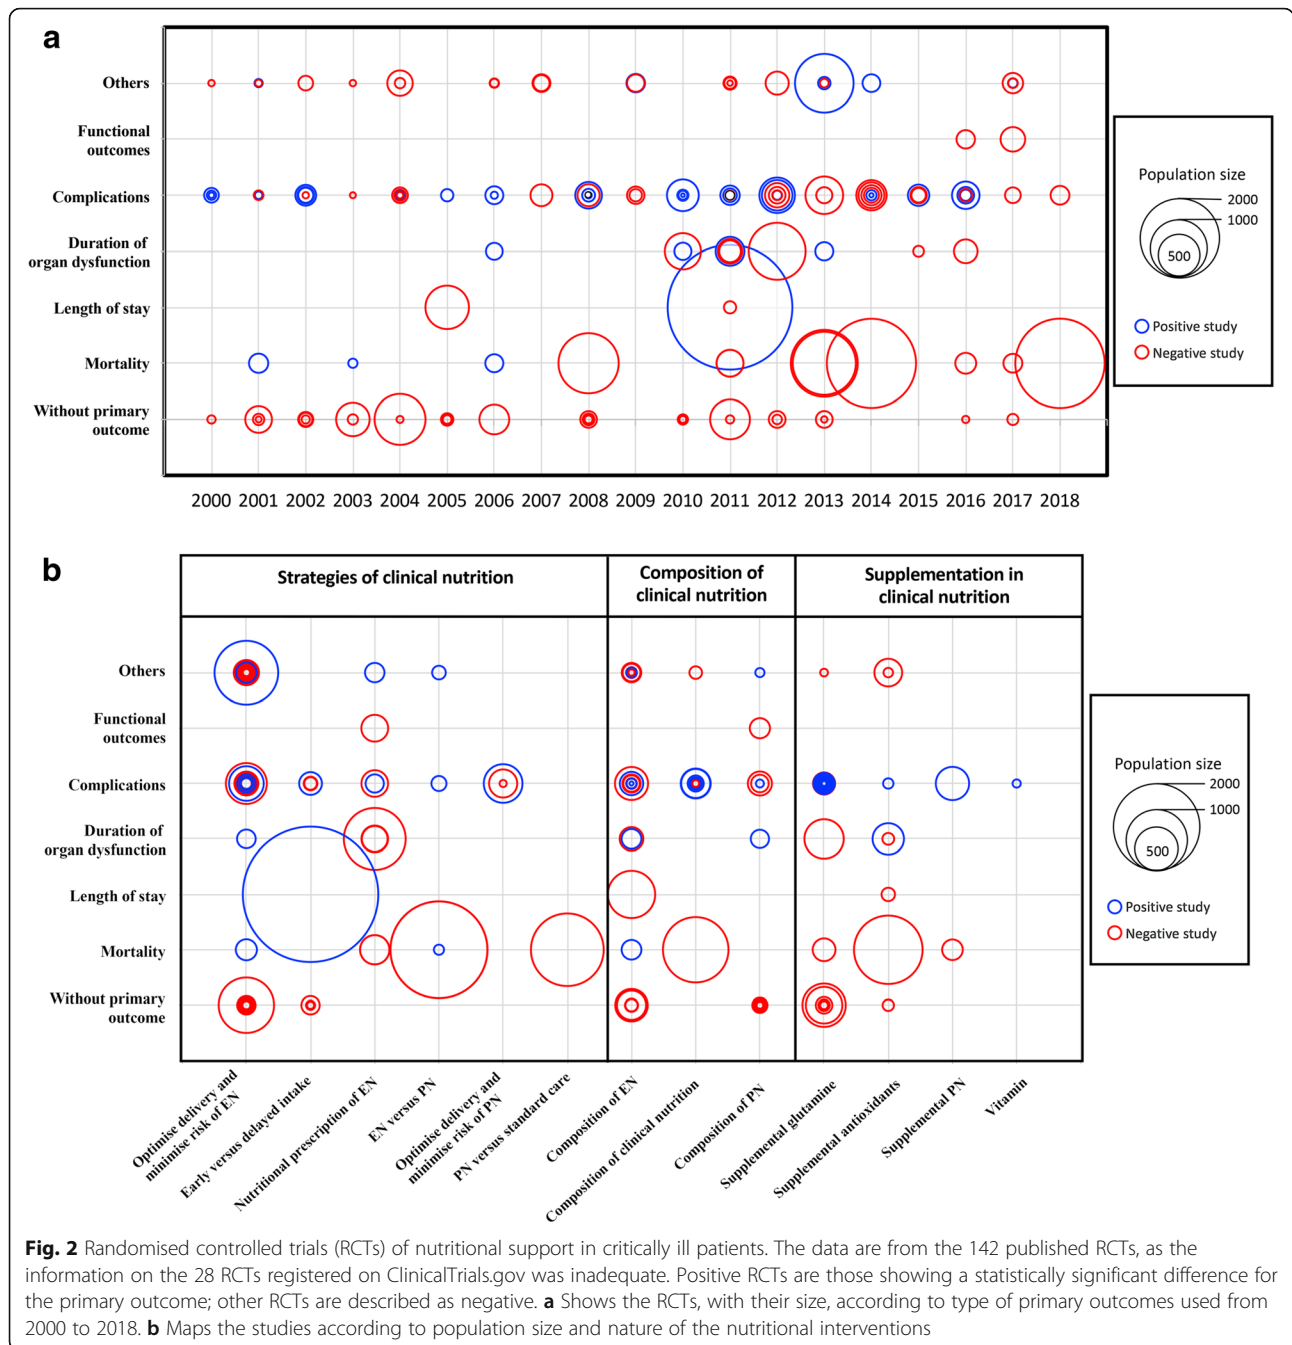 a
Others
Functional
outcomes
Complications
Duration of
organ dysfunction
Length of stay
Mortality
Without primary
outcome
2000 2001 2002 2003 2004 2005 2006 2007 2008 2009 2010 2011 2012 2013 2014 2015 2016 2017 2018
Population size
2000
1000
500
Positive study
Negative study
b
Strategies of clinical nutrition
Composition of
clinical nutrition
Supplementation in
clinical nutrition
Others
Functional
outcomes
Complications
Duration of
organ dysfunction
Length of stay
Mortality
Without primary
outcome
Optimise delivery and
minimise risk of EN
Early versus delayed intake
Nutritional prescription of EN
EN versus PN
Optimise delivery and
minimise risk of PN
PN versus standard care
Composition of EN
Composition of clinical nutrition
Composition of PN
Supplemental glutamine
Supplemental antioxidants
Supplemental PN
Vitamin
Population size
2000
1000
500
Positive study
Negative study
Fig. 2 Randomised controlled trials (RCTs) of nutritional support in critically ill patients. The data are from the 142 published RCTs, as the
information on the 28 RCTs registered on ClinicalTrials.gov was inadequate. Positive RCTs are those showing a statistically significant difference for
the primary outcome; other RCTs are described as negative. a Shows the RCTs, with their size, according to type of primary outcomes used from
2000 to 2018. b Maps the studies according to population size and nature of the nutritional interventions